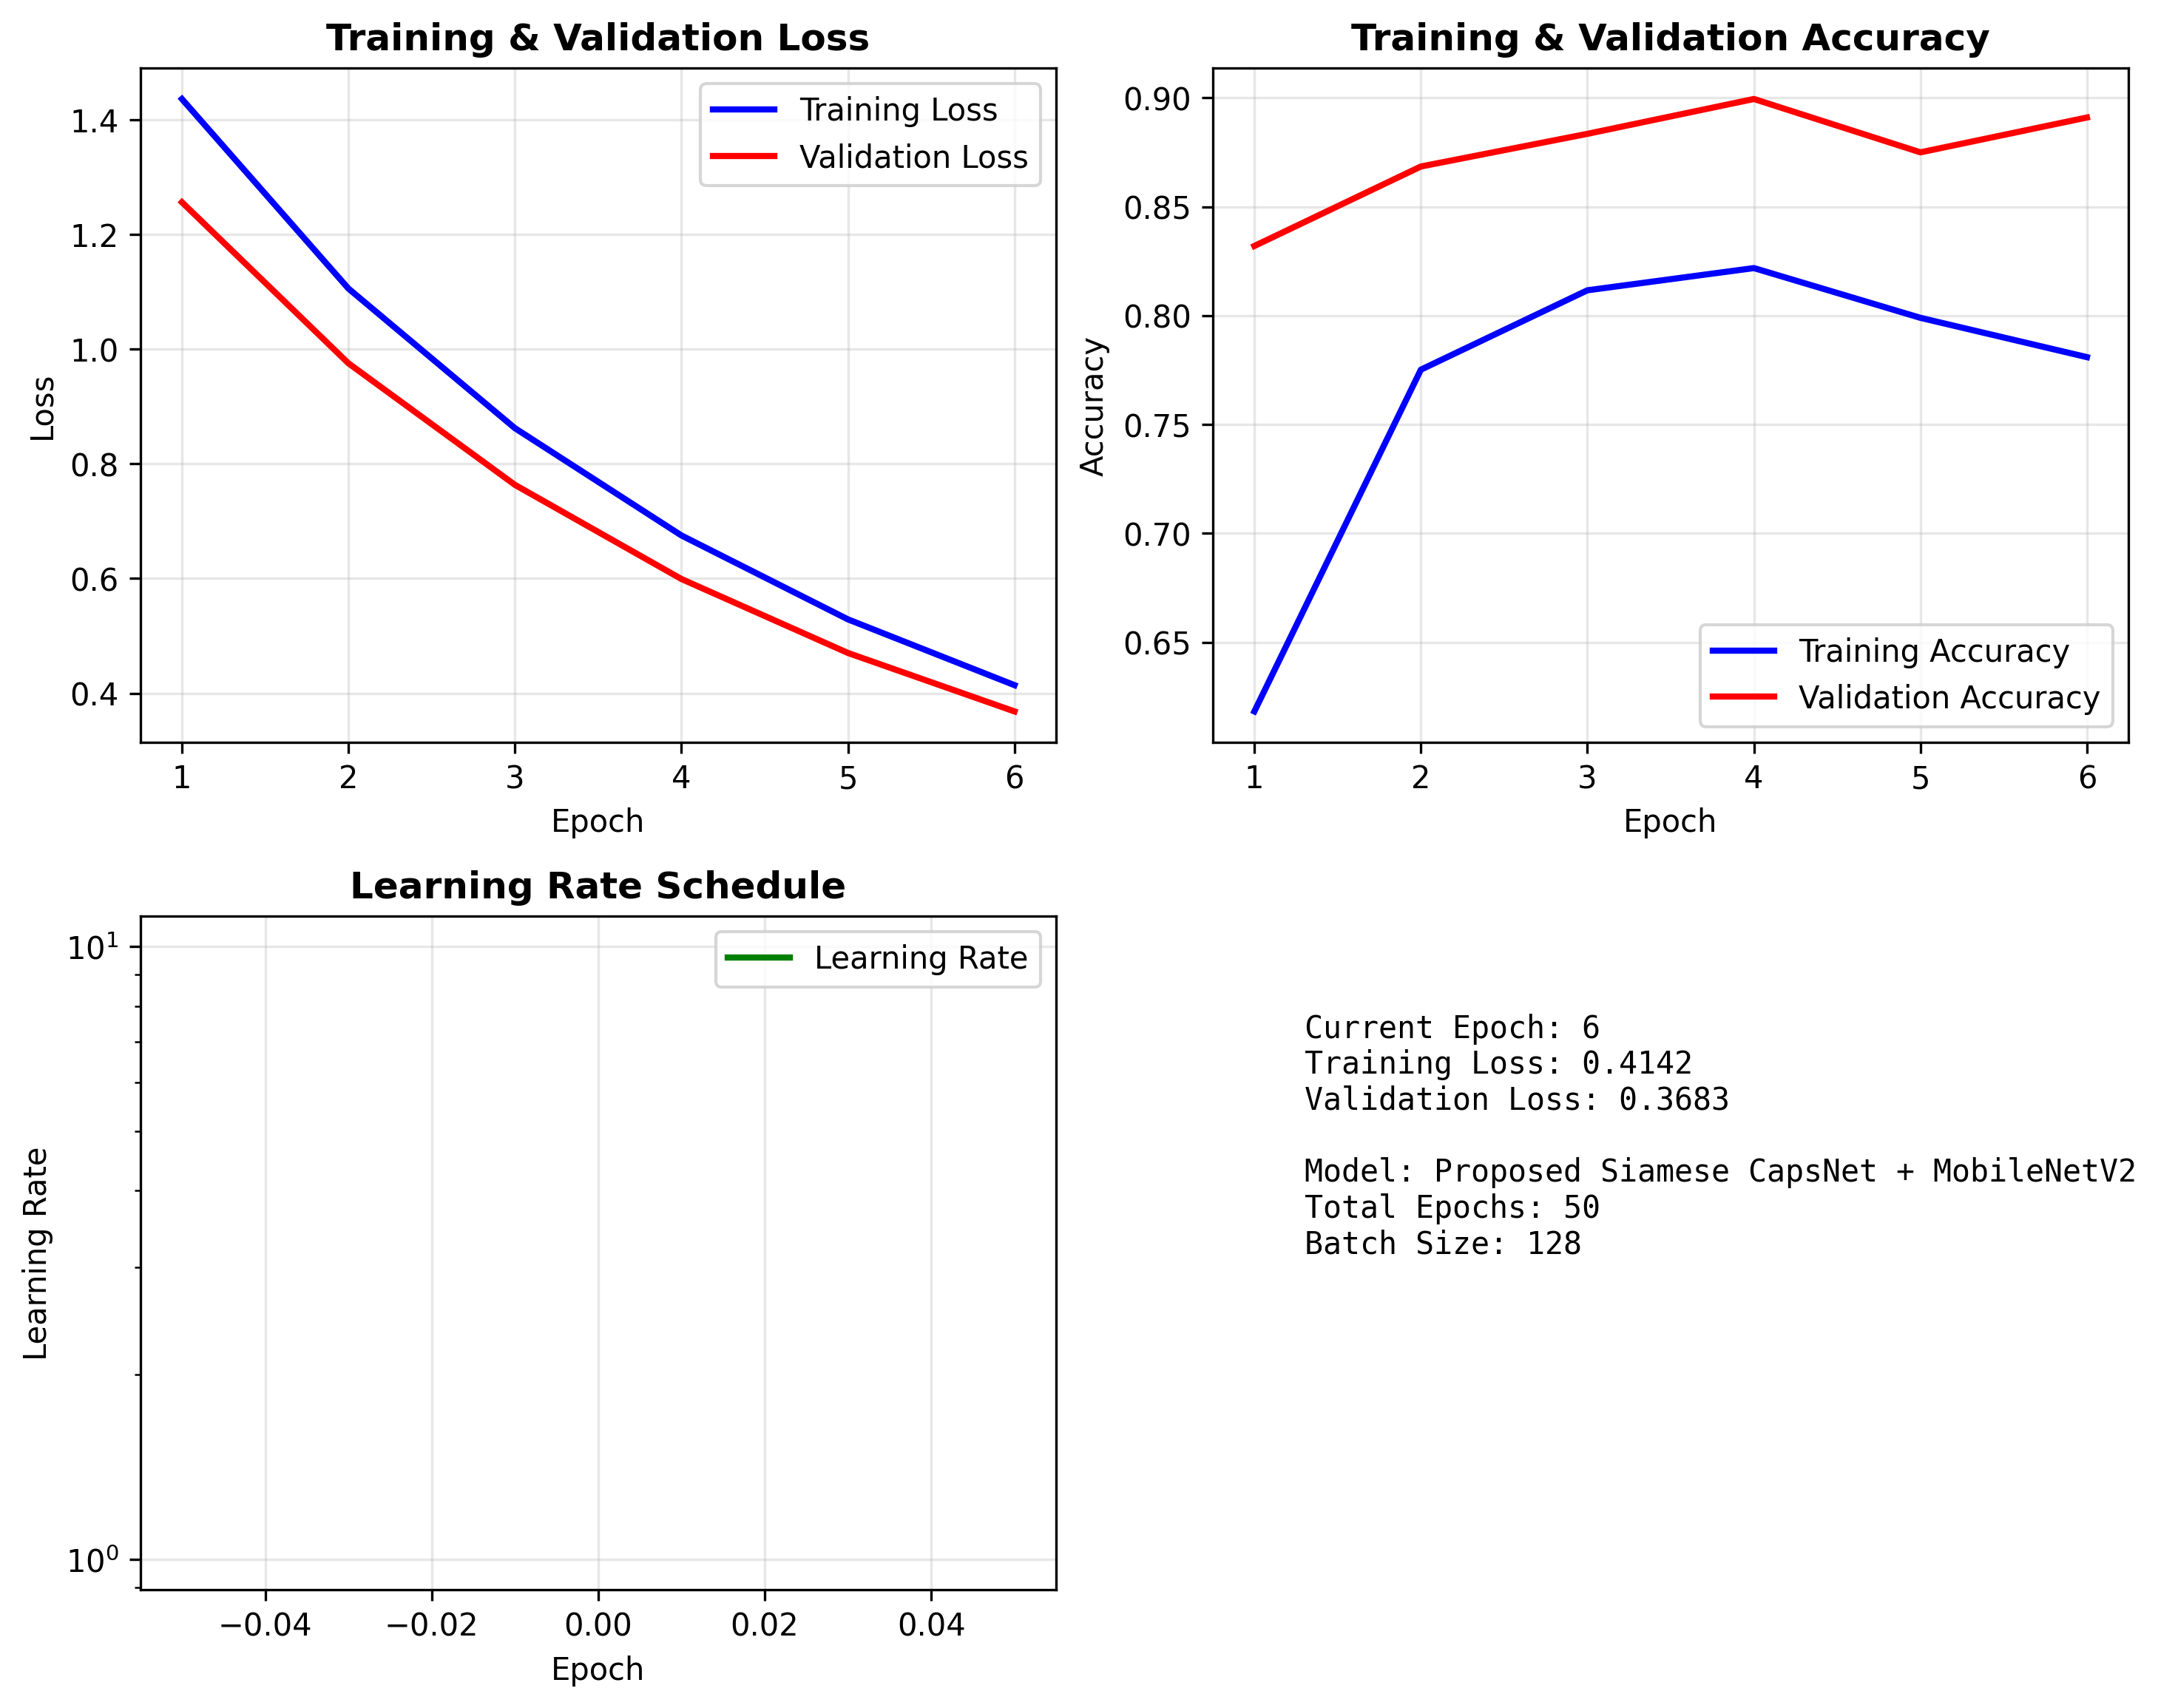 Training & Validation Loss
Loss
1.4
1.2
1.0
0.8
0.6
0.4
Training Loss
Validation Loss
1 2 3 4 5 6
Epoch
Training & Validation Accuracy
Accuracy
0.90
0.85
0.80
0.75
0.70
0.65
Training Accuracy
Validation Accuracy
1 2 3 4 5 6
Epoch
Learning Rate Schedule
Learning Rate
10¹
10⁰
Learning Rate
−0.04 −0.02 0.00 0.02 0.04
Epoch
Current Epoch: 6
Training Loss: 0.4142
Validation Loss: 0.3683
Model: Proposed Siamese CapsNet + MobileNetV2
Total Epochs: 50
Batch Size: 128